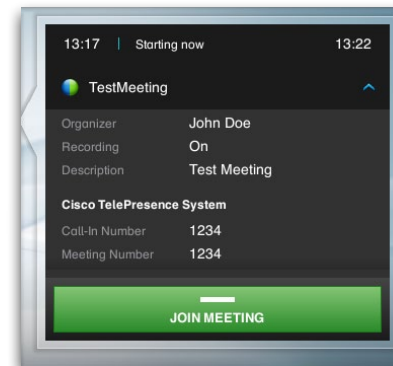 13:17 | Starting now 13:22
TestMeeting
Organizer John Doe
Recording On
Description Test Meeting
Cisco TelePresence System
Call-In Number 1234
Meeting Number 1234
JOIN MEETING